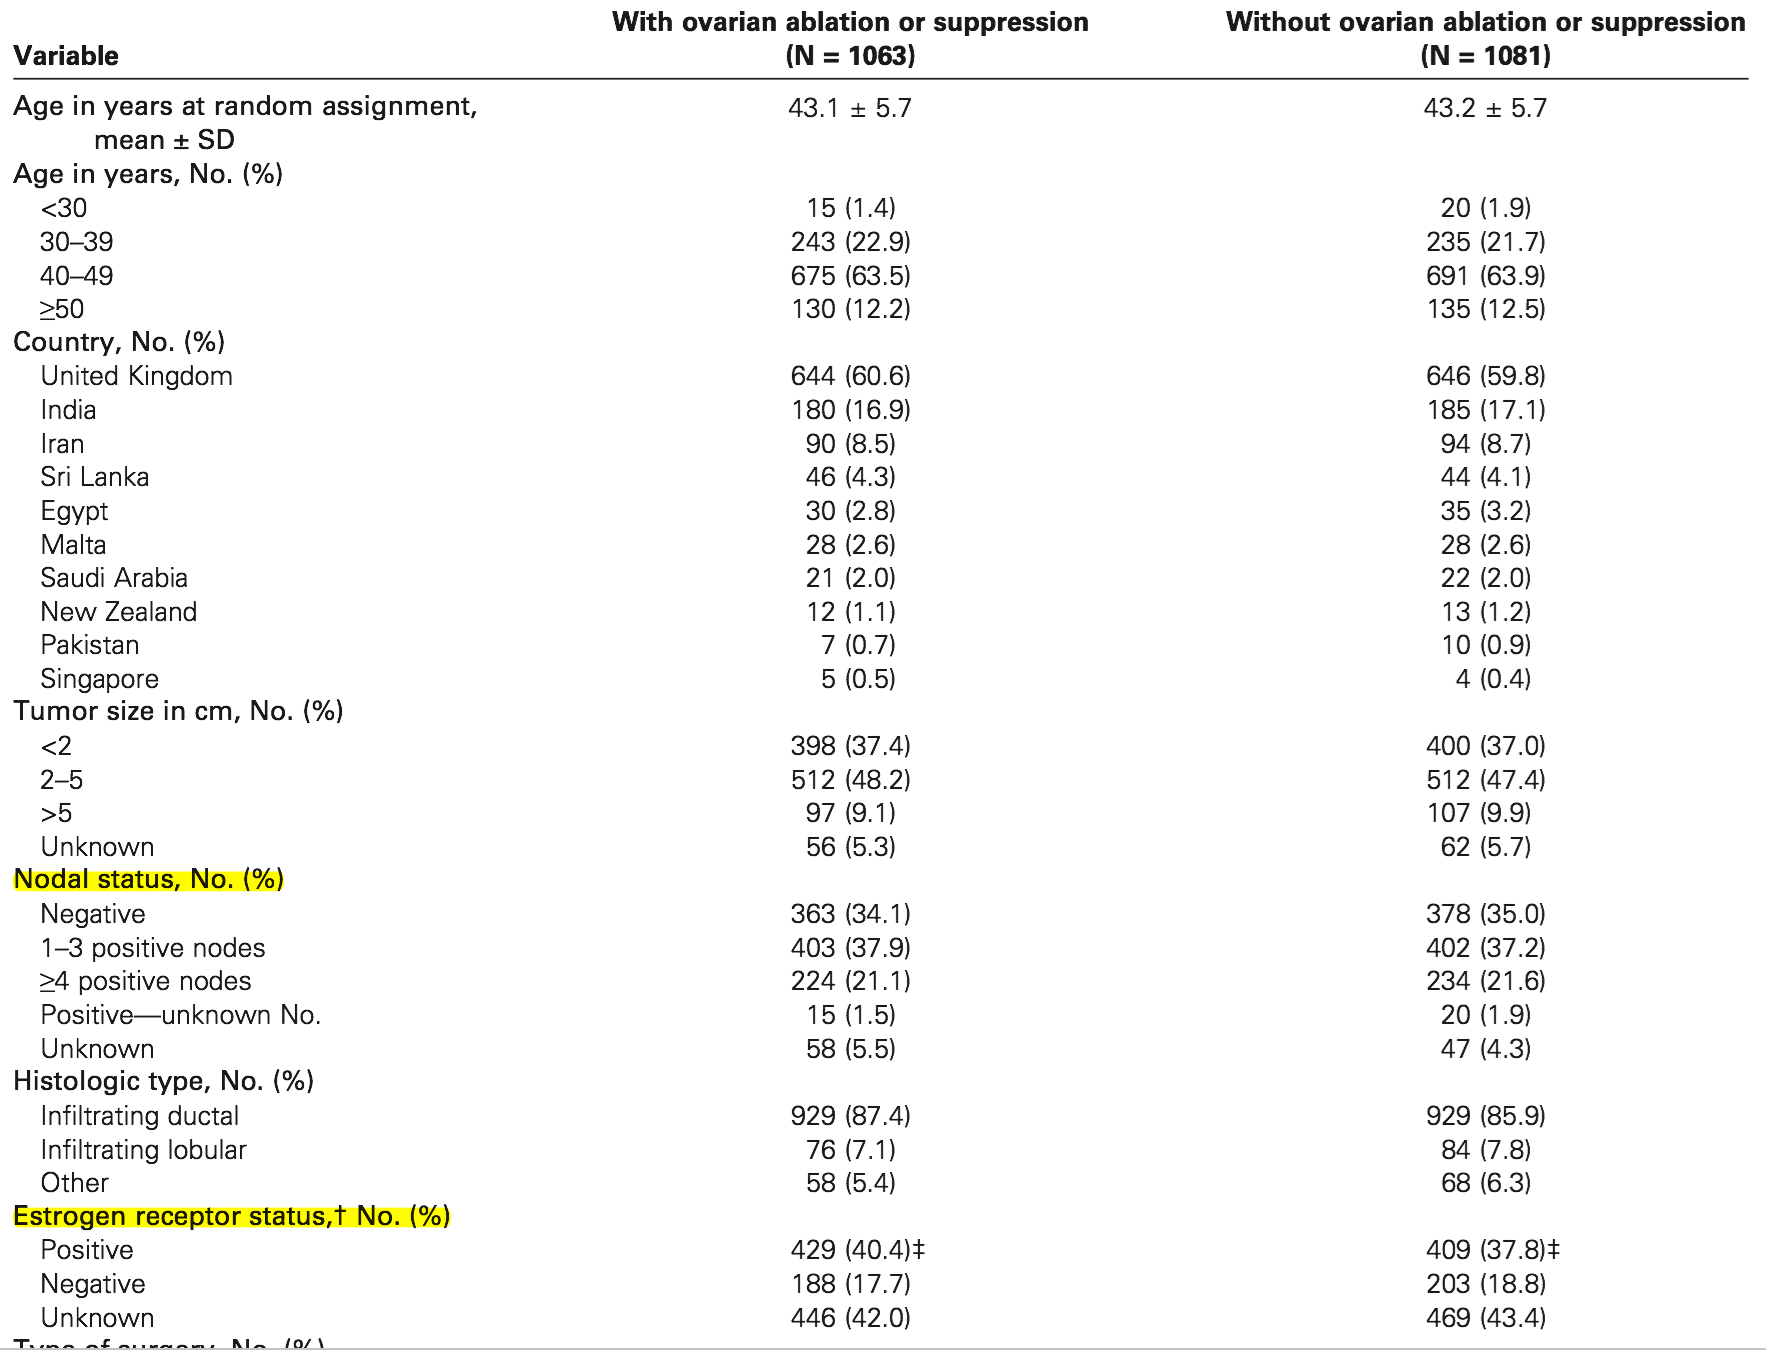 With ovarian ablation or suppression Without ovarian ablation or suppression
Variable (N = 1063) (N = 1081)
Age in years at random assignment, 43.1 ± 5.7 43.2 ± 5.7
mean ± SD
Age in years, No. (%)
<30 15 (1.4) 20 (1.9)
30–39 243 (22.9) 235 (21.7)
40–49 675 (63.5) 691 (63.9)
≥50 130 (12.2) 135 (12.5)
Country, No. (%)
United Kingdom 644 (60.6) 646 (59.8)
India 180 (16.9) 185 (17.1)
Iran 90 (8.5) 94 (8.7)
Sri Lanka 46 (4.3) 44 (4.1)
Egypt 30 (2.8) 35 (3.2)
Malta 28 (2.6) 28 (2.6)
Saudi Arabia 21 (2.0) 22 (2.0)
New Zealand 12 (1.1) 13 (1.2)
Pakistan 7 (0.7) 10 (0.9)
Singapore 5 (0.5) 4 (0.4)
Tumor size in cm, No. (%)
<2 398 (37.4) 400 (37.0)
2–5 512 (48.2) 512 (47.4)
>5 97 (9.1) 107 (9.9)
Unknown 56 (5.3) 62 (5.7)
Nodal status, No. (%)
Negative 363 (34.1) 378 (35.0)
1–3 positive nodes 403 (37.9) 402 (37.2)
≥4 positive nodes 224 (21.1) 234 (21.6)
Positive—unknown No. 15 (1.5) 20 (1.9)
Unknown 58 (5.5) 47 (4.3)
Histologic type, No. (%)
Infiltrating ductal 929 (87.4) 929 (85.9)
Infiltrating lobular 76 (7.1) 84 (7.8)
Other 58 (5.4) 68 (6.3)
Estrogen receptor status,† No. (%)
Positive 429 (40.4)‡ 409 (37.8)‡
Negative 188 (17.7) 203 (18.8)
Unknown 446 (42.0) 469 (43.4)
Type of surgery, No. (%)